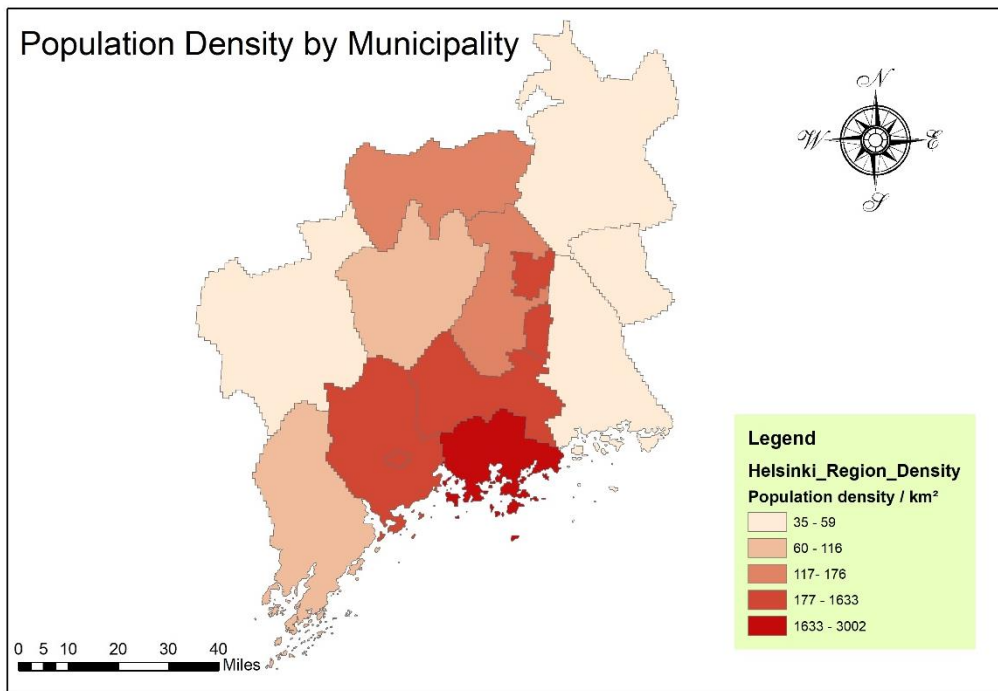 Population Density by Municipality
N
W E
S
Legend
Helsinki_Region_Density
Population density / km²
35 - 59
60 - 116
117- 176
177 - 1633
1633 - 3002
0 5 10 20 30 40
Miles